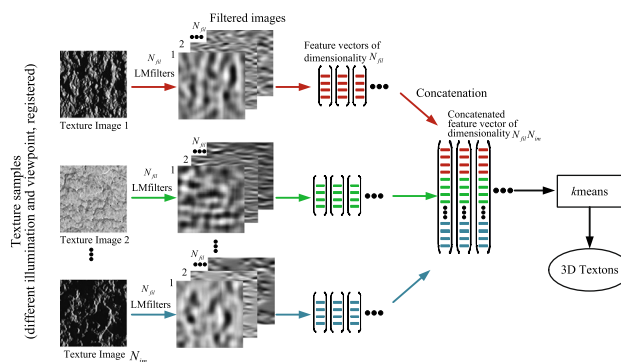 Filtered images
N_fil
2
1
N_fil
LMfilters
Texture Image 1
Feature vectors of
dimensionality N_fil
Concatenation
Concatenated
feature vector of
dimensionality N_fil N_im
Texture samples
(different illumination and viewpoint, registered)
N_fil
2
1
N_fil
LMfilters
Texture Image 2
kmeans
3D Textons
N_fil
2
1
N_fil
LMfilters
Texture Image N_im